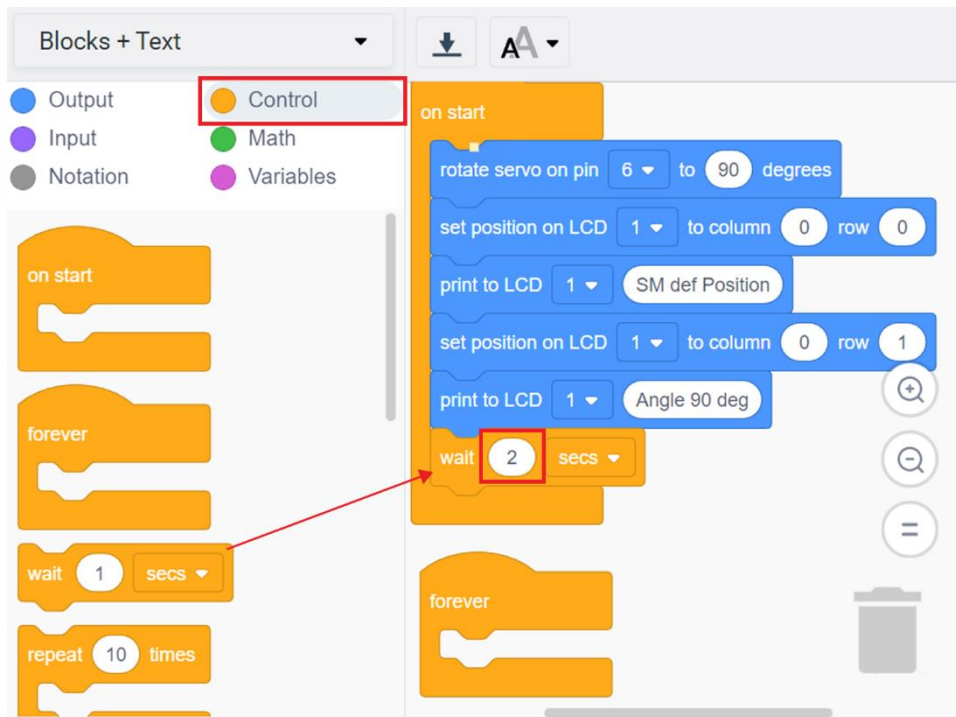 Blocks + Text
AA
Output
Control
Input
Math
Notation
Variables
on start
forever
wait 1 secs
repeat 10 times
on start
rotate servo on pin 6 to 90 degrees
set position on LCD 1 to column 0 row 0
print to LCD 1 SM def Position
set position on LCD 1 to column 0 row 1
print to LCD 1 Angle 90 deg
wait 2 secs
forever